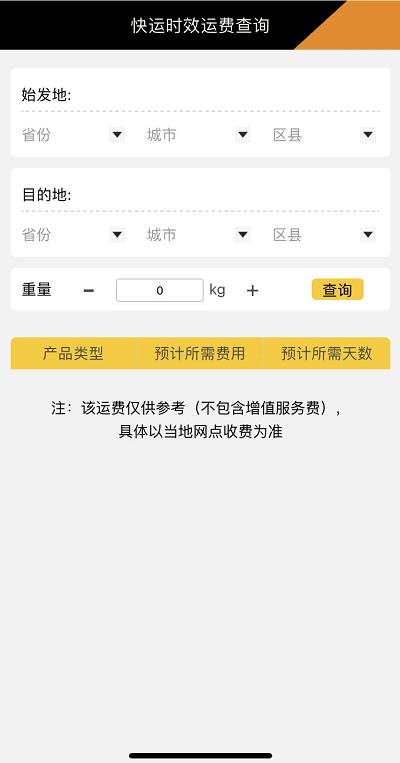 快运时效运费查询
始发地:
省份 城市 区县
目的地:
省份 城市 区县
重量 − 0 kg + 查询
产品类型 预计所需费用 预计所需天数
注：该运费仅供参考（不包含增值服务费），
具体以当地网点收费为准